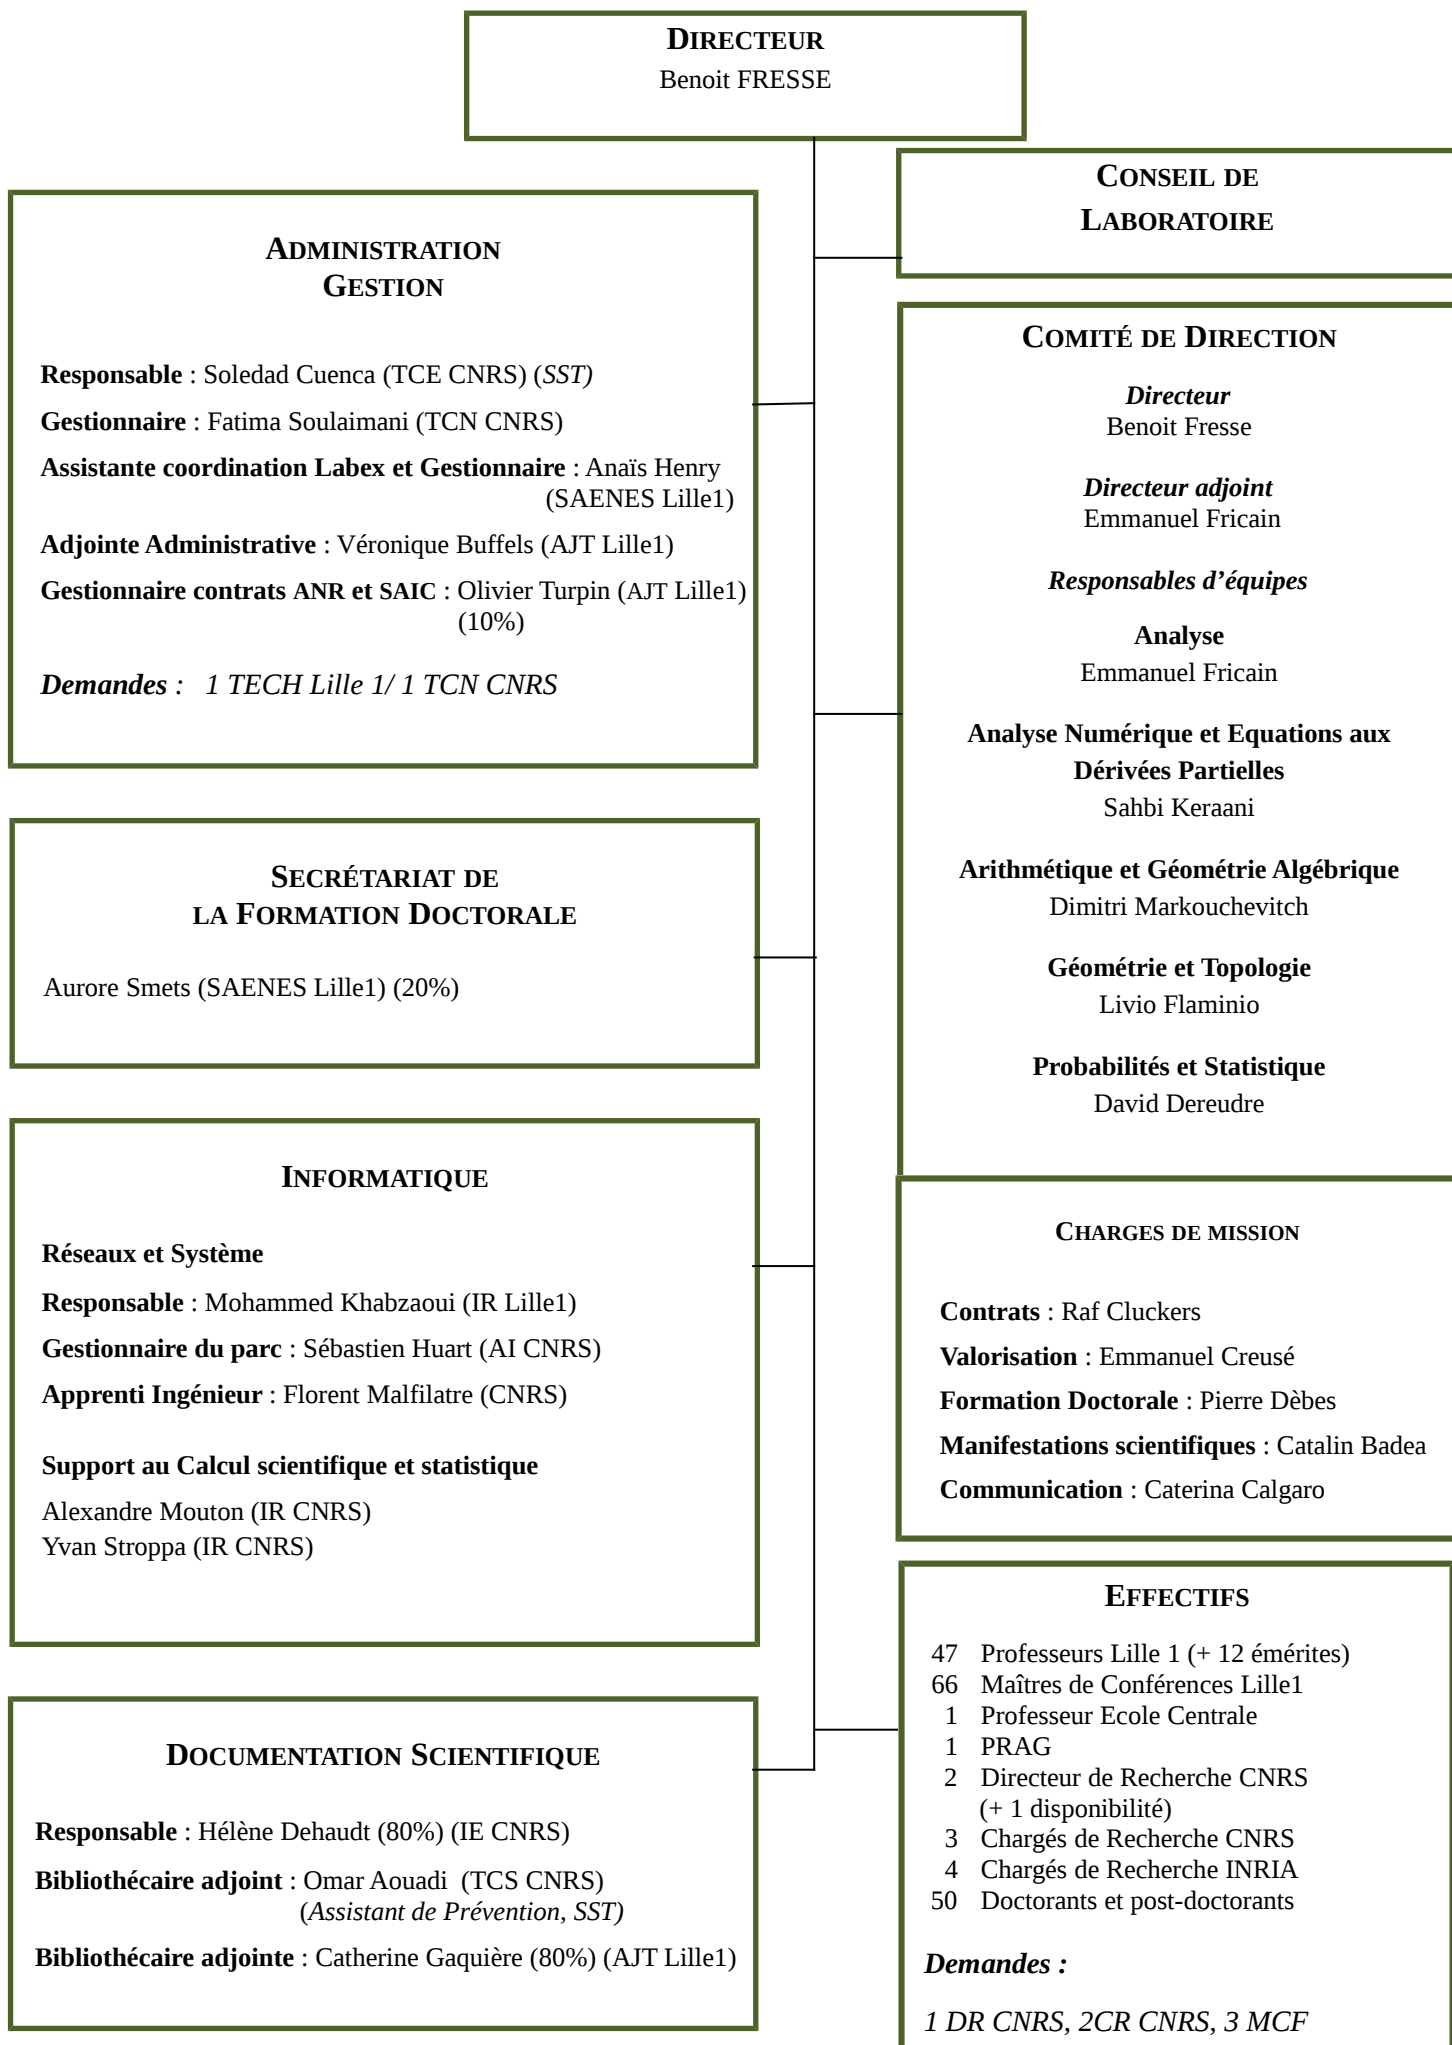 DIRECTEUR
Benoit FRESSE
ADMINISTRATION
GESTION
Responsable : Soledad Cuenca (TCE CNRS) (SST)
Gestionnaire : Fatima Soulaimani (TCN CNRS)
Assistante coordination Labex et Gestionnaire : Anaïs Henry
(SAENES Lille1)
Adjointe Administrative : Véronique Buffels (AJT Lille1)
Gestionnaire contrats ANR et SAIC : Olivier Turpin (AJT Lille1)
(10%)
Demandes : 1 TECH Lille 1/ 1 TCN CNRS
SECRÉTARIAT DE
LA FORMATION DOCTORALE
Aurore Smets (SAENES Lille1) (20%)
INFORMATIQUE
Réseaux et Système
Responsable : Mohammed Khabzaoui (IR Lille1)
Gestionnaire du parc : Sébastien Huart (AI CNRS)
Apprenti Ingénieur : Florent Malfilatre (CNRS)
Support au Calcul scientifique et statistique
Alexandre Mouton (IR CNRS)
Yvan Stroppa (IR CNRS)
DOCUMENTATION SCIENTIFIQUE
Responsable : Hélène Dehaudt (80%) (IE CNRS)
Bibliothécaire adjoint : Omar Aouadi (TCS CNRS)
(Assistant de Prévention, SST)
Bibliothécaire adjointe : Catherine Gaquière (80%) (AJT Lille1)
CONSEIL DE
LABORATOIRE
COMITÉ DE DIRECTION
Directeur
Benoit Fresse
Directeur adjoint
Emmanuel Fricain
Responsables d’équipes
Analyse
Emmanuel Fricain
Analyse Numérique et Equations aux
Dérivées Partielles
Sahbi Keraani
Arithmétique et Géométrie Algébrique
Dimitri Markouchevitch
Géométrie et Topologie
Livio Flaminio
Probabilités et Statistique
David Dereudre
CHARGES DE MISSION
Contrats : Raf Cluckers
Valorisation : Emmanuel Creusé
Formation Doctorale : Pierre Dèbes
Manifestations scientifiques : Catalin Badea
Communication : Caterina Calgaro
EFFECTIFS
47 Professeurs Lille 1 (+ 12 émérites)
66 Maîtres de Conférences Lille1
1 Professeur Ecole Centrale
1 PRAG
2 Directeur de Recherche CNRS
(+ 1 disponibilité)
3 Chargés de Recherche CNRS
4 Chargés de Recherche INRIA
50 Doctorants et post-doctorants
Demandes :
1 DR CNRS, 2CR CNRS, 3 MCF